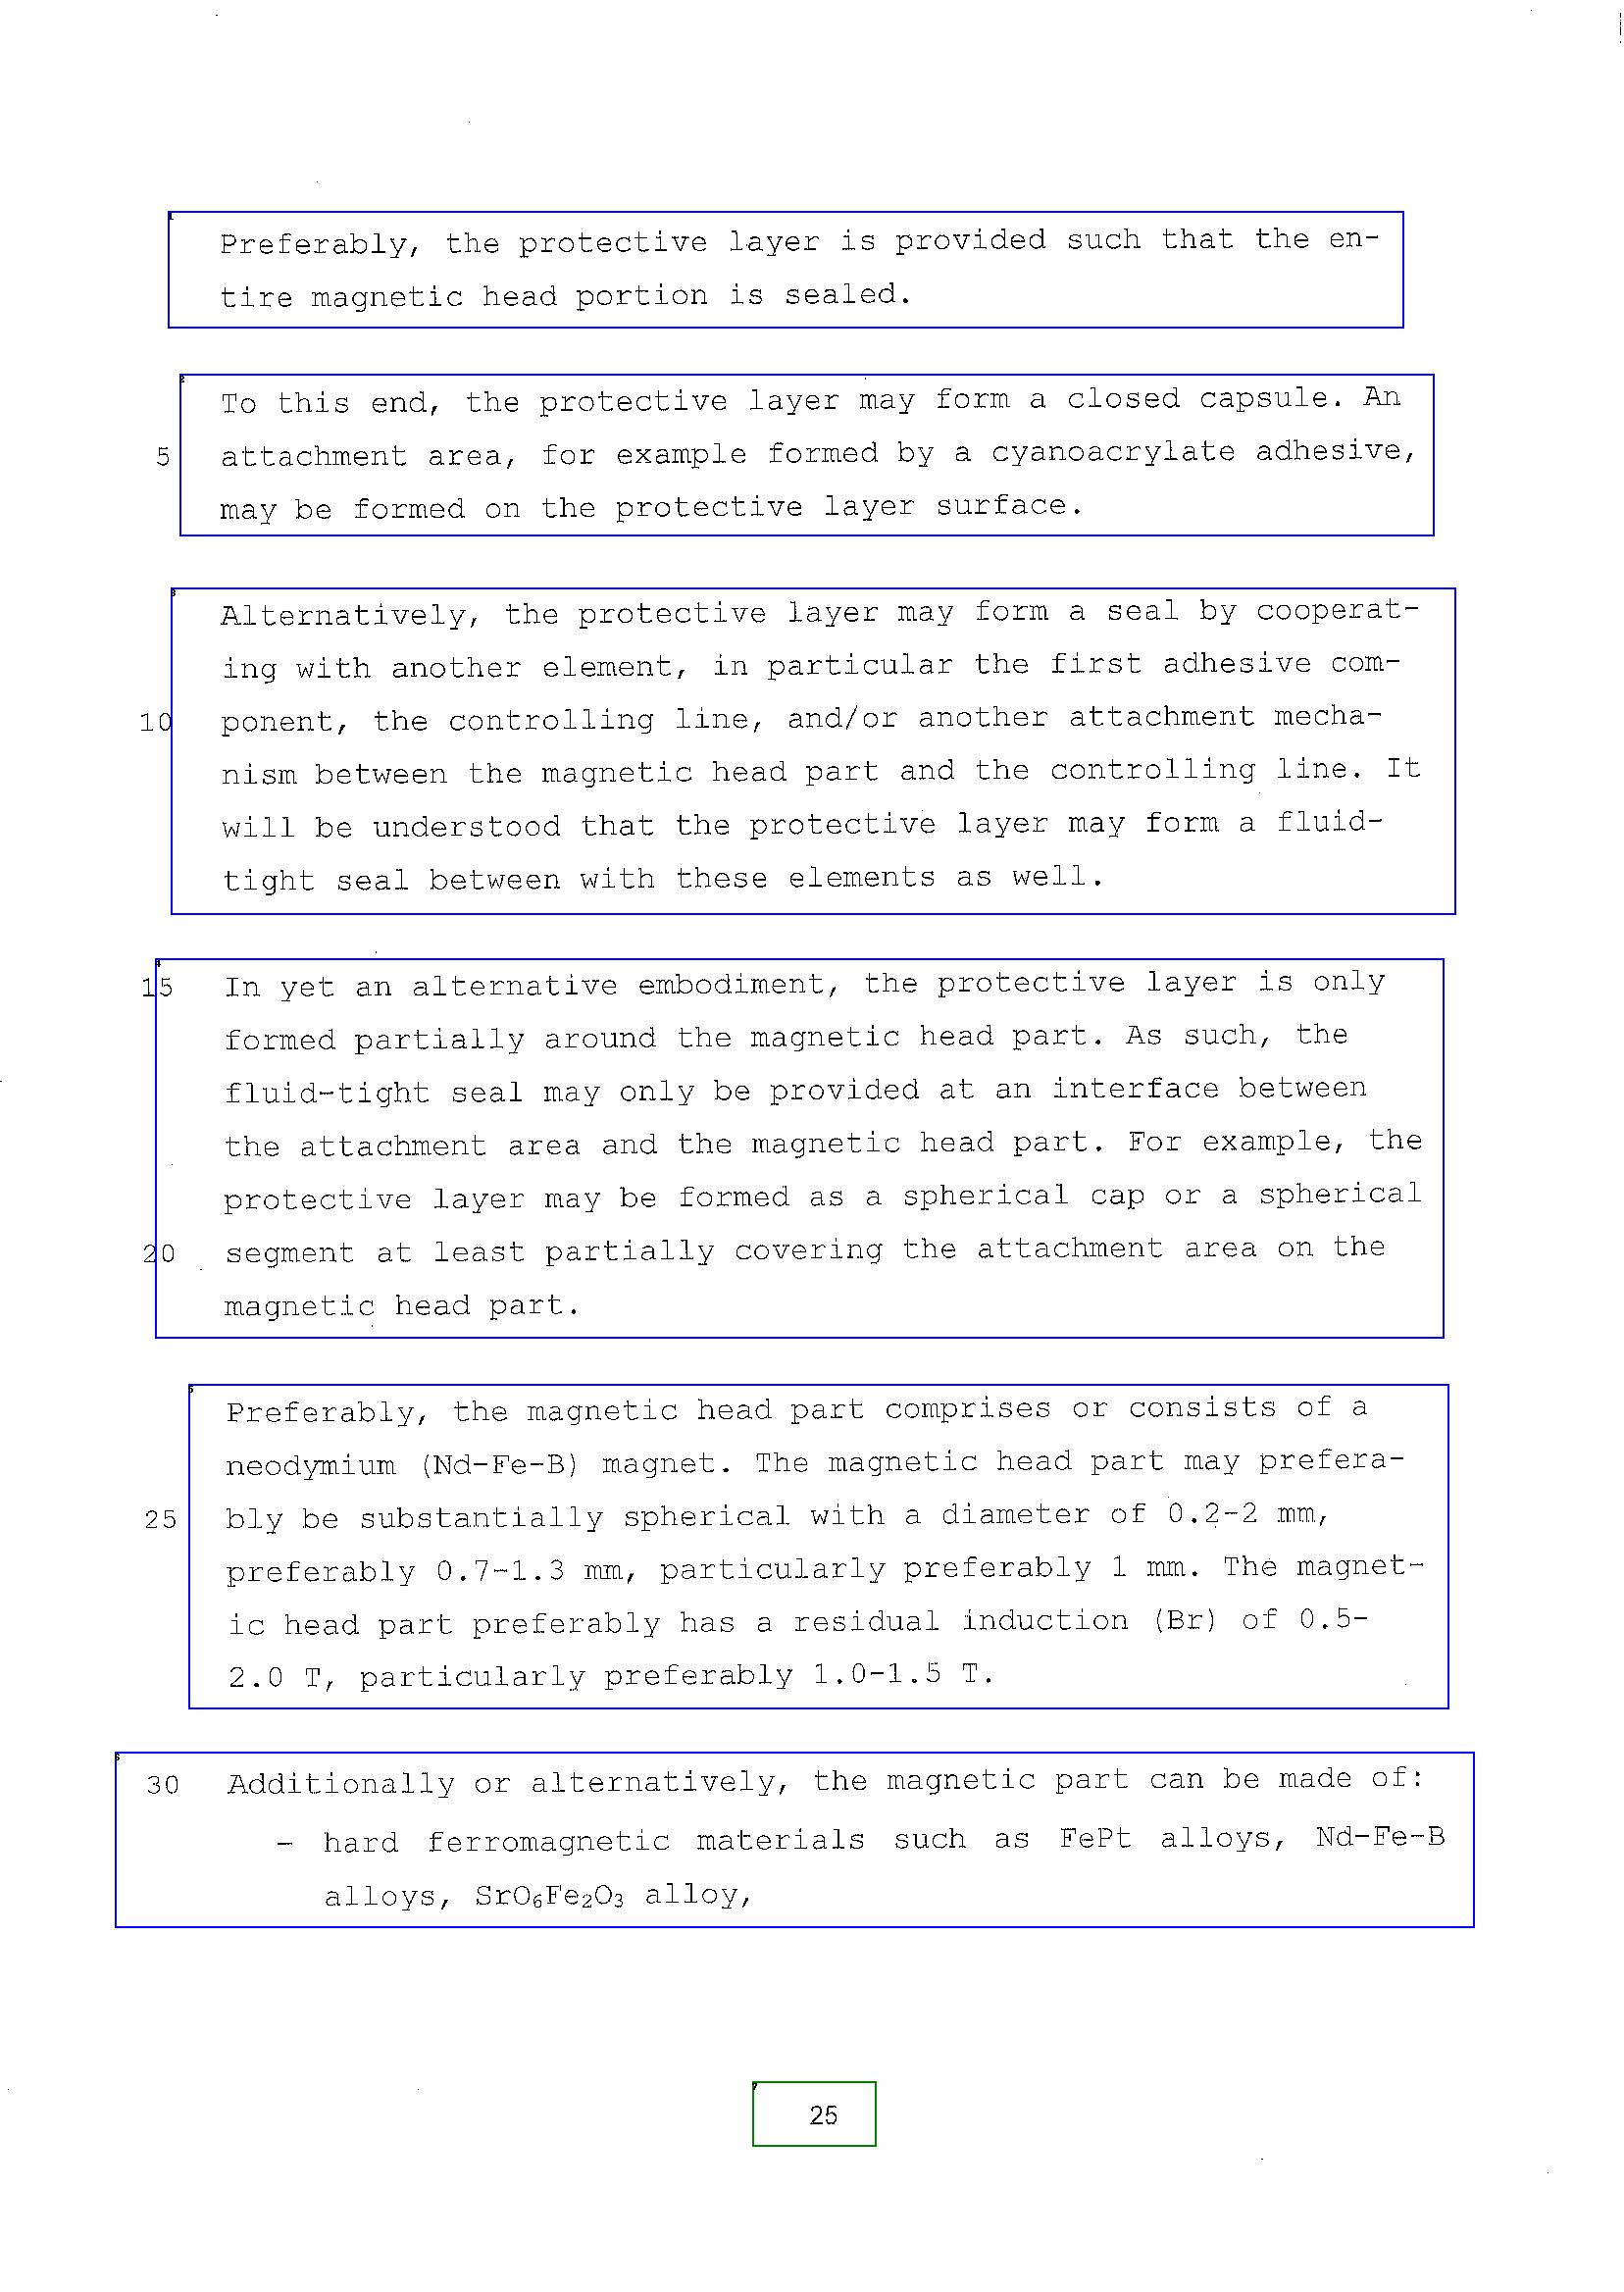 Preferably, the protective layer is provided such that the en-
tire magnetic head portion is sealed.
To this end, the protective layer may form a closed capsule. An
5 attachment area, for example formed by a cyanoacrylate adhesive,
may be formed on the protective layer surface.
Alternatively, the protective layer may form a seal by cooperat-
ing with another element, in particular the first adhesive com-
10 ponent, the controlling line, and/or another attachment mecha-
nism between the magnetic head part and the controlling line. It
will be understood that the protective layer may form a fluid-
tight seal between with these elements as well.
15 In yet an alternative embodiment, the protective layer is only
formed partially around the magnetic head part. As such, the
fluid-tight seal may only be provided at an interface between
the attachment area and the magnetic head part. For example, the
protective layer may be formed as a spherical cap or a spherical
20 segment at least partially covering the attachment area on the
magnetic head part.
Preferably, the magnetic head part comprises or consists of a
neodymium (Nd-Fe-B) magnet. The magnetic head part may prefera-
25 bly be substantially spherical with a diameter of 0.2-2 mm,
preferably 0.7-1.3 mm, particularly preferably 1 mm. The magnet-
ic head part preferably has a residual induction (Br) of 0.5-
2.0 T, particularly preferably 1.0-1.5 T.
30 Additionally or alternatively, the magnetic part can be made of:
- hard ferromagnetic materials such as FePt alloys, Nd-Fe-B
alloys, SrO₆Fe₂O₃ alloy,
25